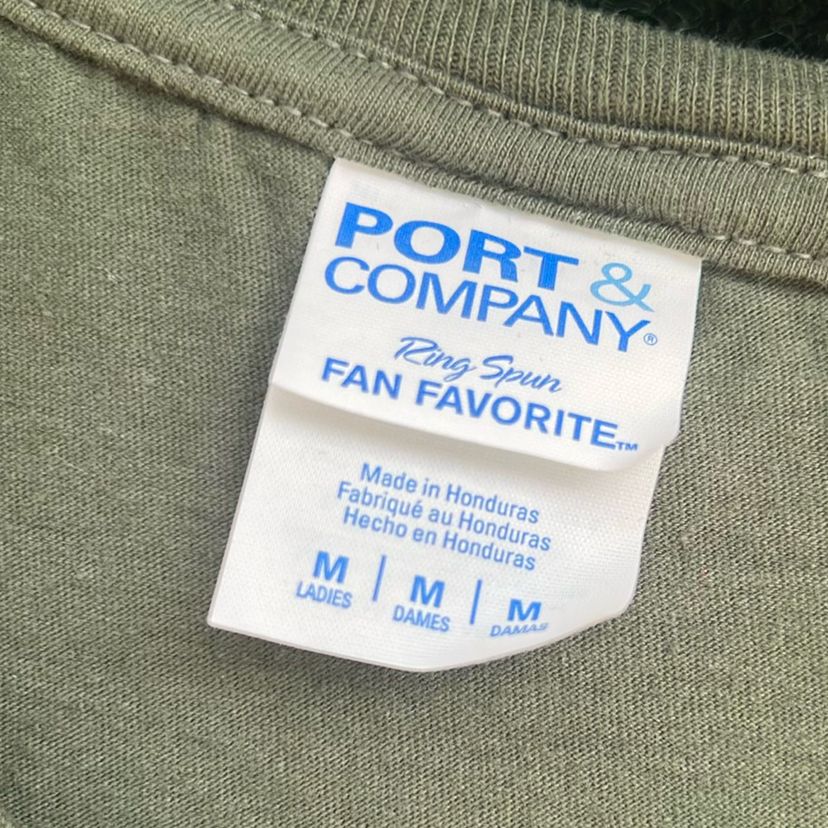 PORT &
COMPANY®
Ring Spun
FAN FAVORITE™
Made in Honduras
Fabriqué au Honduras
Hecho en Honduras
M | M | M
LADIES DAMES DAMAS